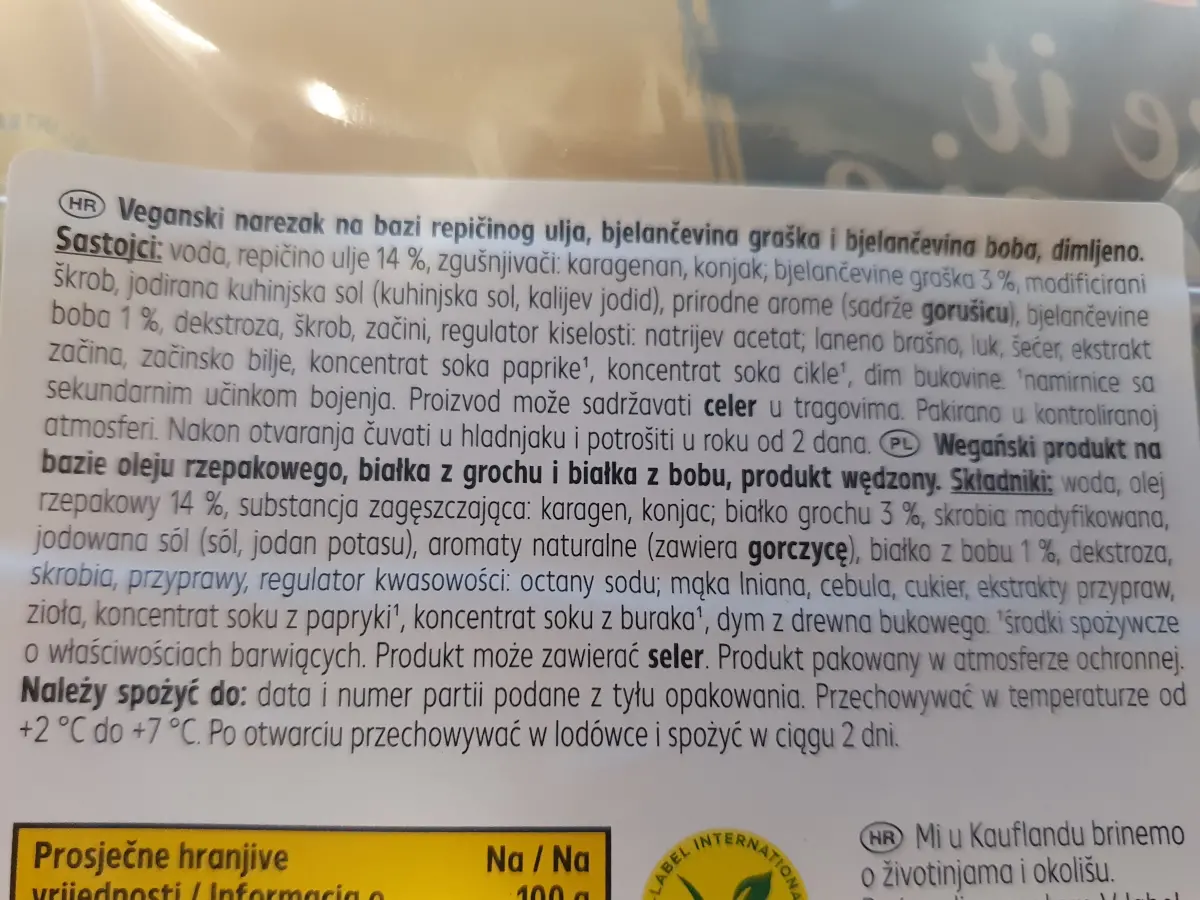 it.
HR Veganski narezak na bazi repičinog ulja, bjelančevina graška i bjelančevina boba, dimljeno.
Sastojci: voda, repičino ulje 14 %, zgušnjivači: karagenan, konjak; bjelančevine graška 3 %, modificirani
škrob, jodirana kuhinjska sol (kuhinjska sol, kalijev jodid), prirodne arome (sadrže gorušicu), bjelančevine
boba 1 %, dekstroza, škrob, začini, regulator kiselosti: natrijev acetat; laneno brašno, luk, šećer, ekstrakt
začina, začinsko bilje, koncentrat soka paprike¹, koncentrat soka cikle¹, dim bukovine. ¹namirnice sa
sekundarnim učinkom bojenja. Proizvod može sadržavati celer u tragovima. Pakirano u kontroliranoj
atmosferi. Nakon otvaranja čuvati u hladnjaku i potrošiti u roku od 2 dana. PL Wegański produkt na
bazie oleju rzepakowego, białka z grochu i białka z bobu, produkt wędzony. Składniki: woda, olej
rzepakowy 14 %, substancja zagęszczająca: karagen, konjac; białko grochu 3 %, skrobia modyfikowana,
jodowana sól (sól, jodan potasu), aromaty naturalne (zawiera gorczycę), białko z bobu 1 %, dekstroza,
skrobia, przyprawy, regulator kwasowości: octany sodu; mąka lniana, cebula, cukier, ekstrakty przypraw,
zioła, koncentrat soku z papryki¹, koncentrat soku z buraka¹, dym z drewna bukowego. ¹środki spożywcze
o właściwościach barwiących. Produkt może zawierać seler. Produkt pakowany w atmosferze ochronnej.
Należy spożyć do: data i numer partii podane z tyłu opakowania. Przechowywać w temperaturze od
+2 °C do +7 °C. Po otwarciu przechowywać w lodówce i spożyć w ciągu 2 dni.
Prosječne hranjive Na / Na
vrijednosti / Informacja o 100 g
LABEL INTERNATIONA
HR Mi u Kauflandu brinemo
o životinjama i okolišu.